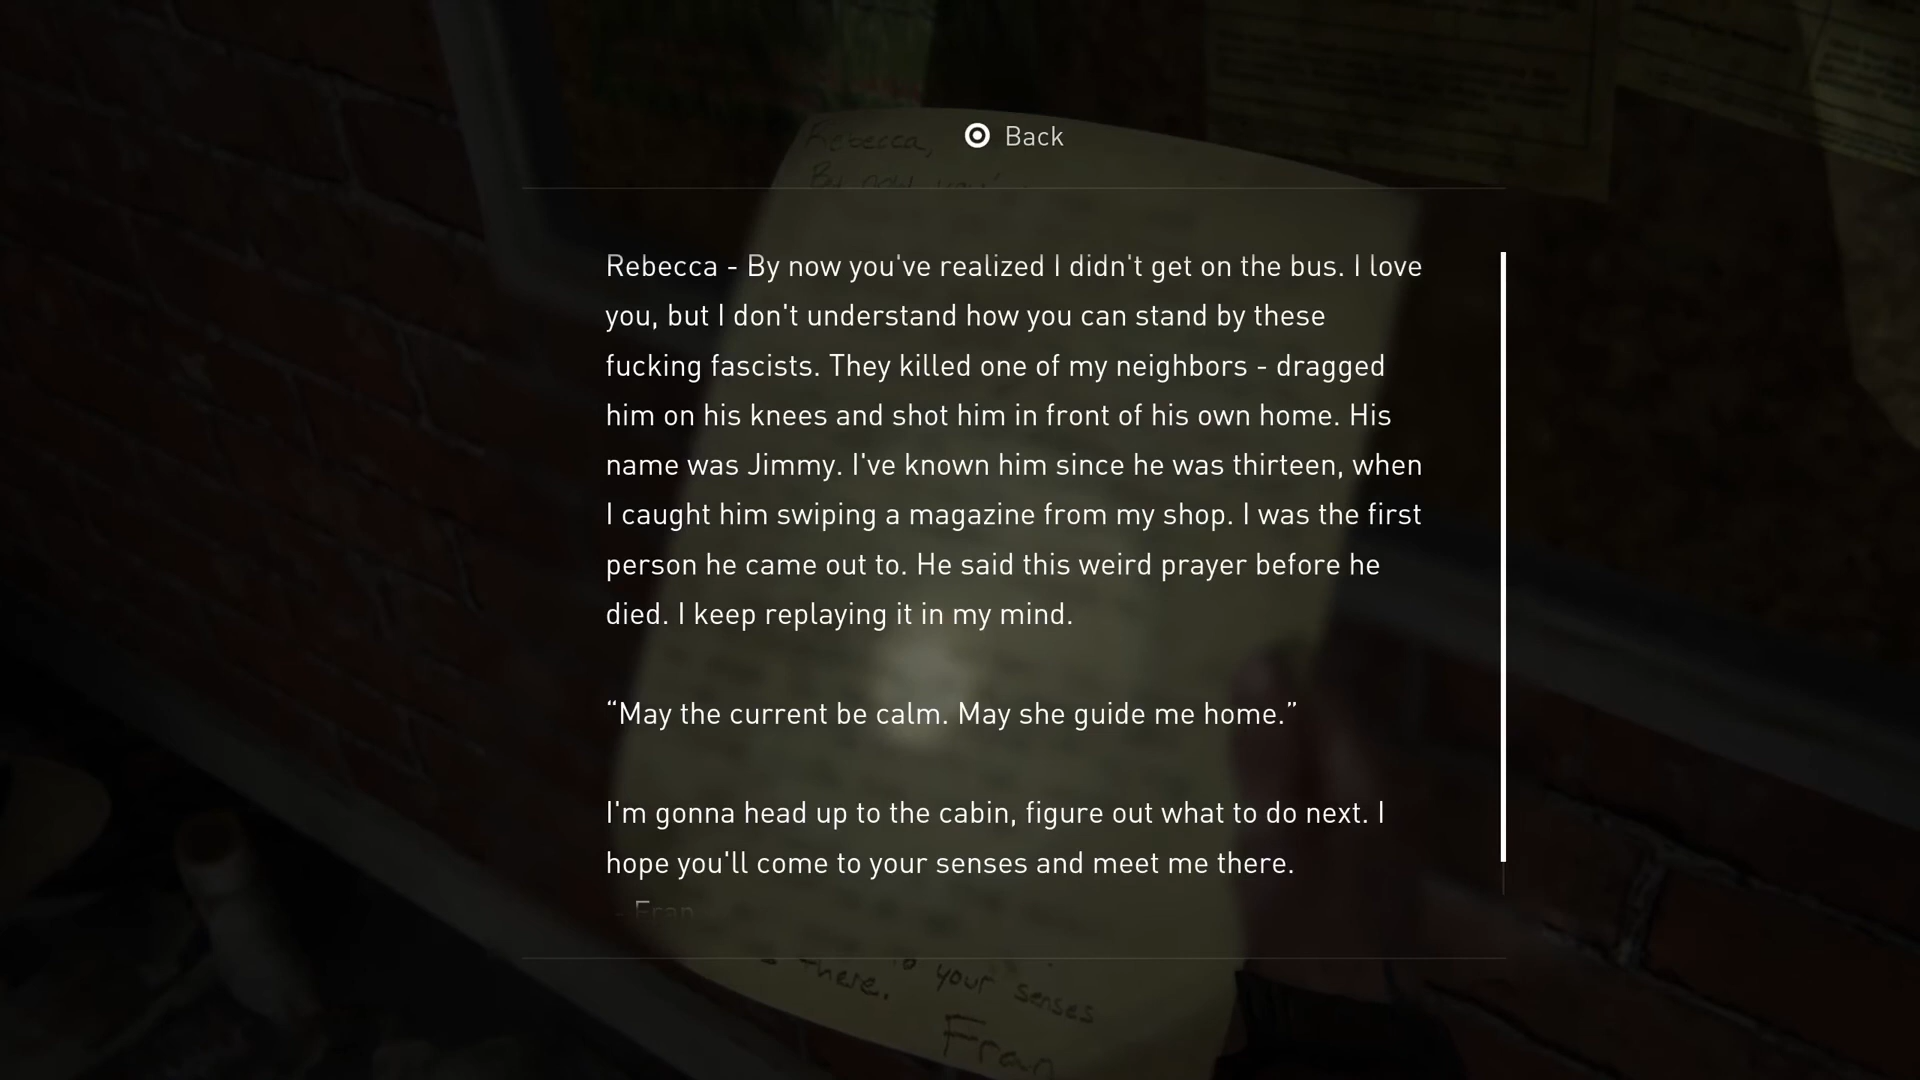 Rebecca,
By now you've
Back
Rebecca - By now you've realized I didn't get on the bus. I love
you, but I don't understand how you can stand by these
fucking fascists. They killed one of my neighbors - dragged
him on his knees and shot him in front of his own home. His
name was Jimmy. I've known him since he was thirteen, when
I caught him swiping a magazine from my shop. I was the first
person he came out to. He said this weird prayer before he
died. I keep replaying it in my mind.
“May the current be calm. May she guide me home.”
I'm gonna head up to the cabin, figure out what to do next. I
hope you'll come to your senses and meet me there.
- Fran
to your senses
there.
Fran